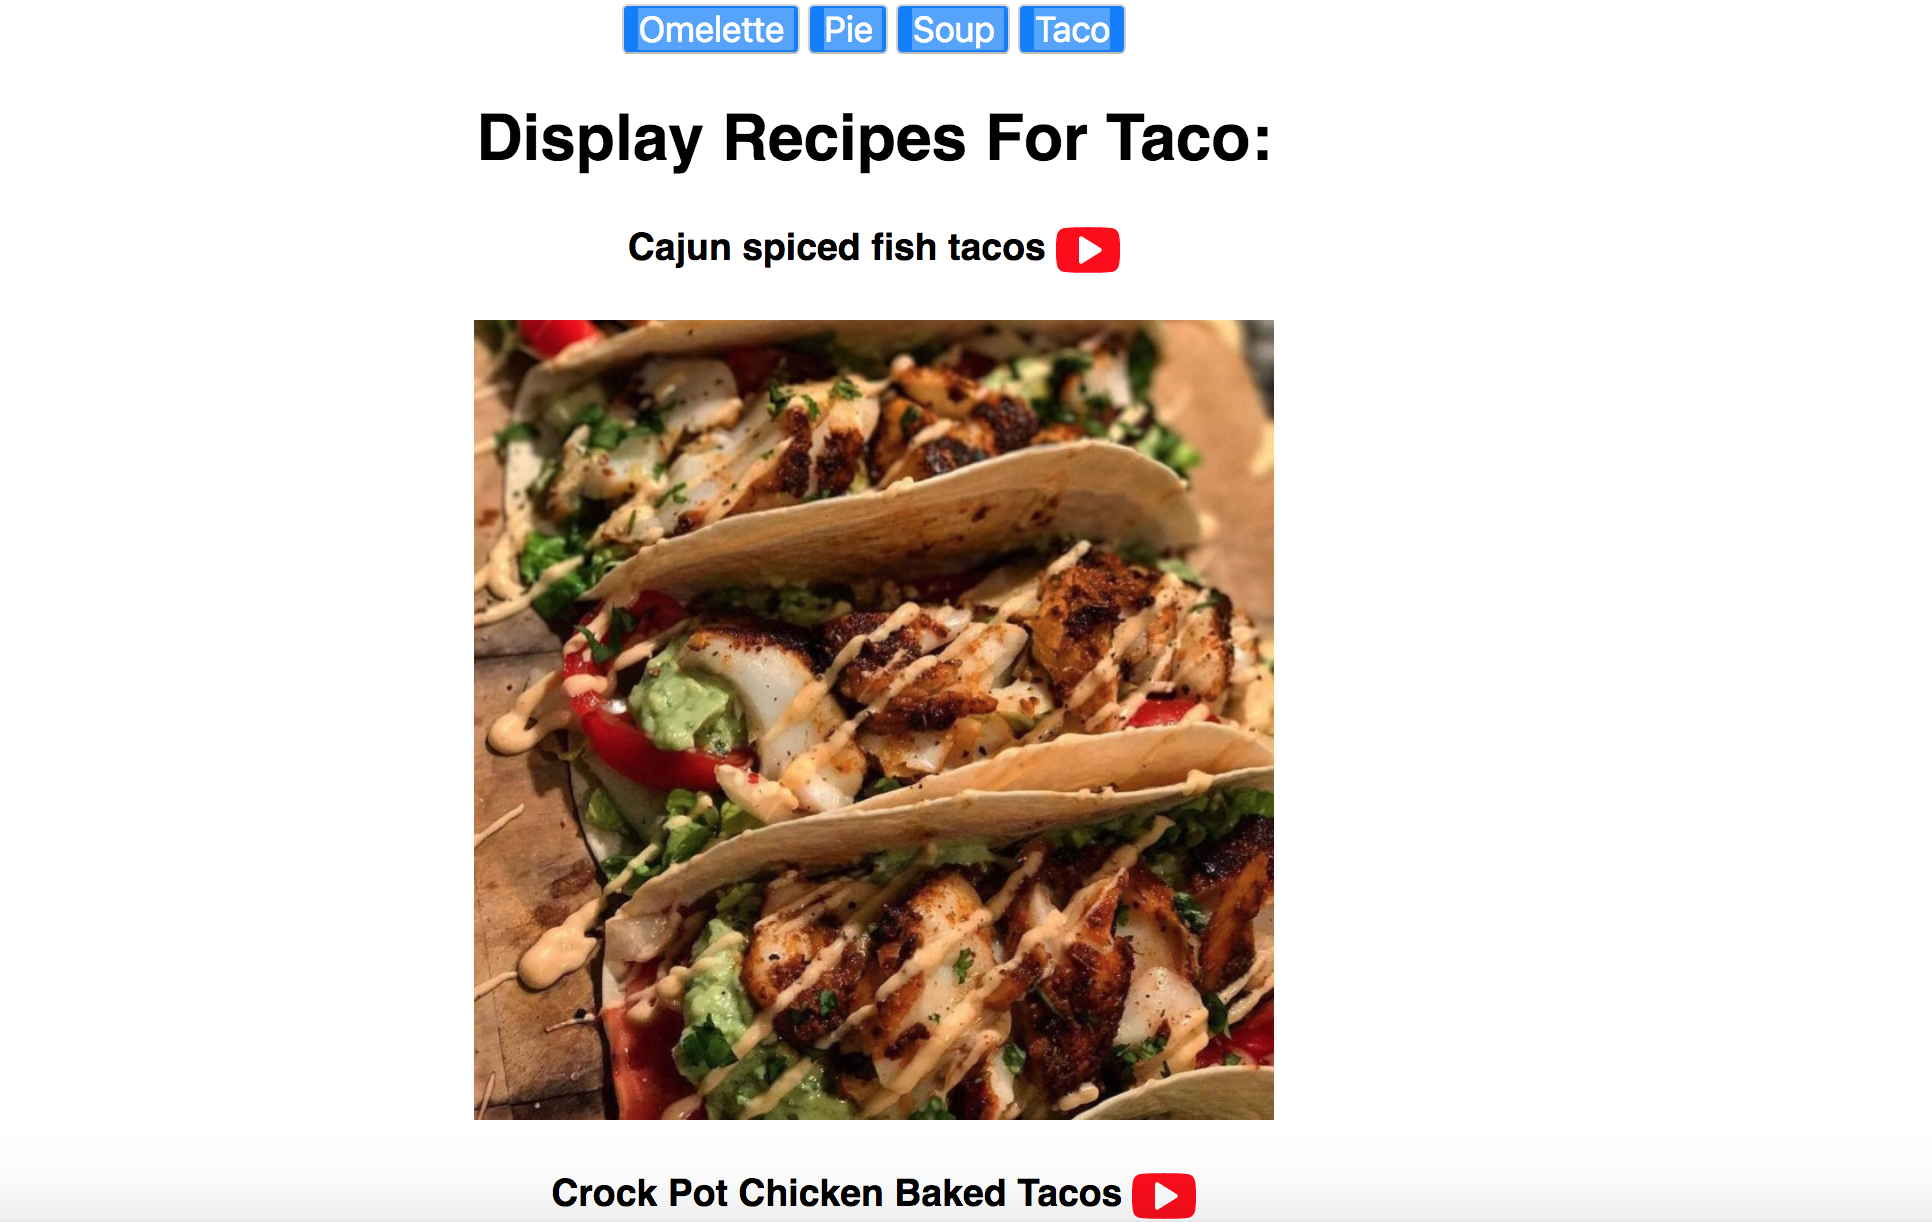 Omelette Pie Soup Taco
Display Recipes For Taco:
Cajun spiced fish tacos
Crock Pot Chicken Baked Tacos